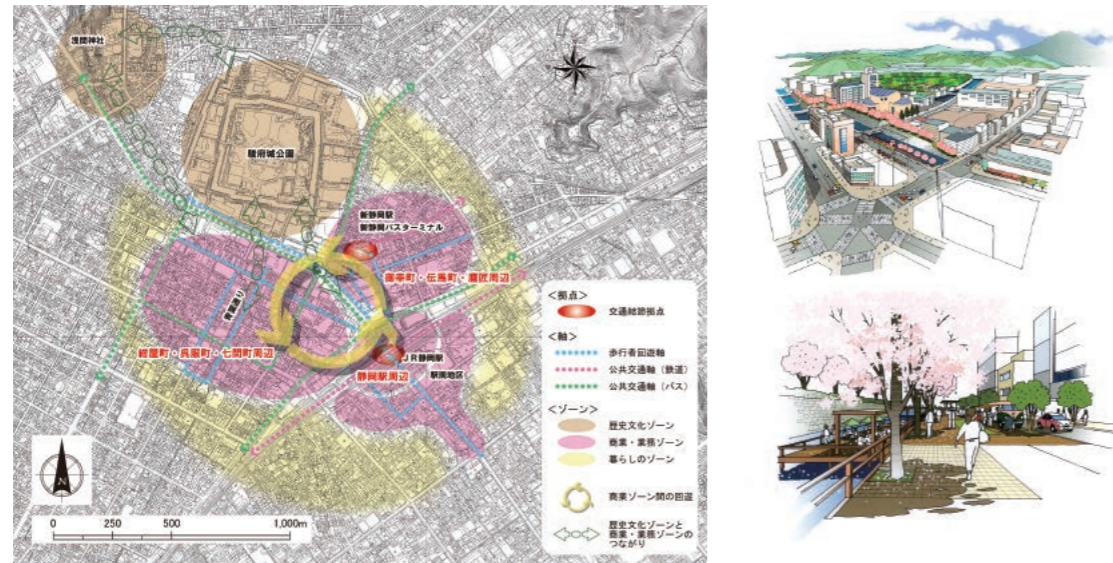 浅間神社
駿府城公園
新静岡駅
新静岡バスターミナル
御幸町・伝馬町・鷹匠周辺
青葉通り
紺屋町・呉服町・七間町周辺
JR静岡駅
駅南地区
静岡駅周辺
N
0 250 500 1,000m
＜拠点＞
交通結節拠点
＜軸＞
歩行者回遊軸
公共交通軸（鉄道）
公共交通軸（バス）
＜ゾーン＞
歴史文化ゾーン
商業・業務ゾーン
暮らしのゾーン
商業ゾーン間の回遊
歴史文化ゾーンと
商業・業務ゾーンの
つながり